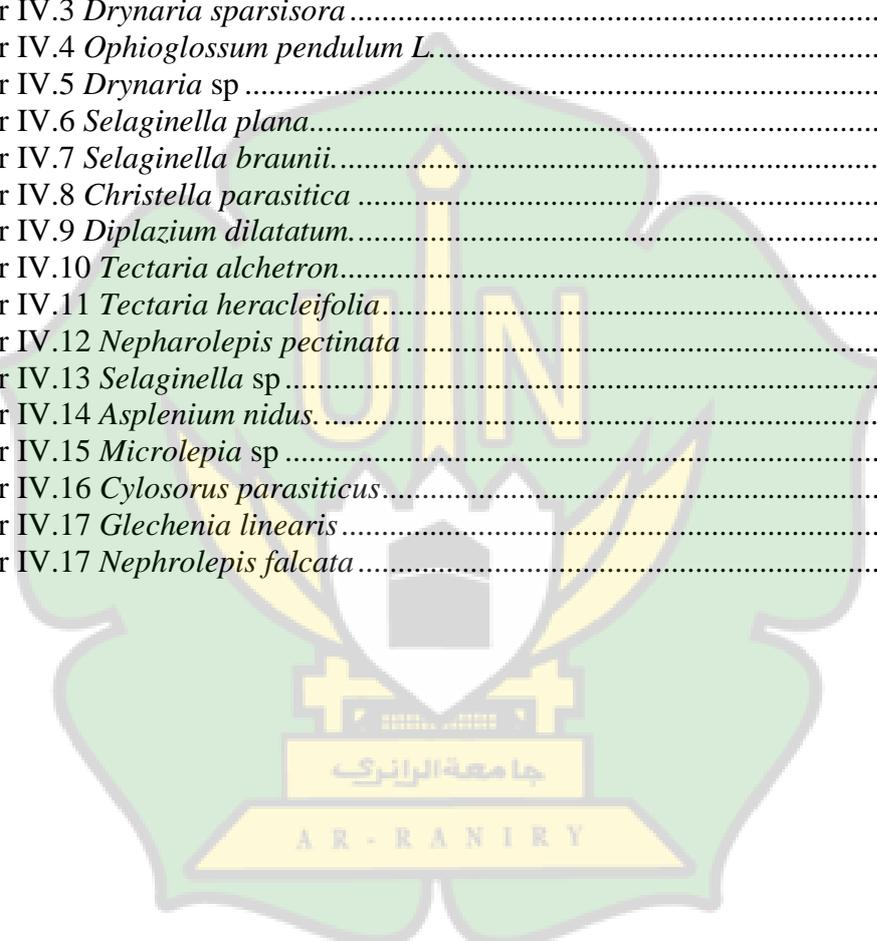 r IV.3 Drynaria sparsisora ....................................................................
r IV.4 Ophioglossum pendulum L.......................................................
r IV.5 Drynaria sp .................................................................................
r IV.6 Selaginella plana........................................................................
r IV.7 Selaginella braunii.....................................................................
r IV.8 Christella parasitica ...................................................................
r IV.9 Diplazium dilatatum...................................................................
r IV.10 Tectaria alchetron.....................................................................
r IV.11 Tectaria heracleifolia................................................................
r IV.12 Nepharolepis pectinata .............................................................
r IV.13 Selaginella sp ............................................................................
r IV.14 Asplenium nidus. .......................................................................
r IV.15 Microlepia sp ............................................................................
r IV.16 Cylosorus parasiticus................................................................
r IV.17 Glechenia linearis .....................................................................
r IV.17 Nephrolepis falcata ...................................................................
UIN
جامعة الرانري
AR-RANIRY